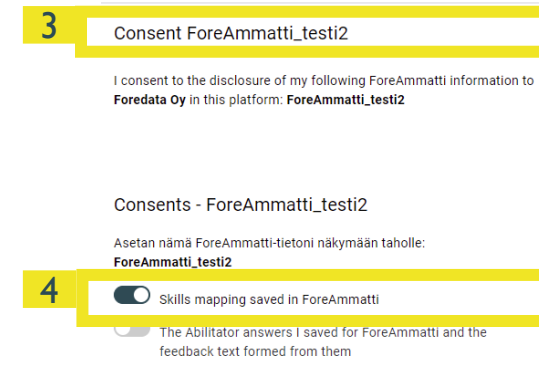 3
Consent ForeAmmatti_testi2
I consent to the disclosure of my following ForeAmmatti information to
Foredata Oy in this platform: ForeAmmatti_testi2
Consents - ForeAmmatti_testi2
Asetan nämä ForeAmmatti-tietoni näkymään taholle:
ForeAmmatti_testi2
4
Skills mapping saved in ForeAmmatti
The Abilitator answers I saved for ForeAmmatti and the
feedback text formed from them